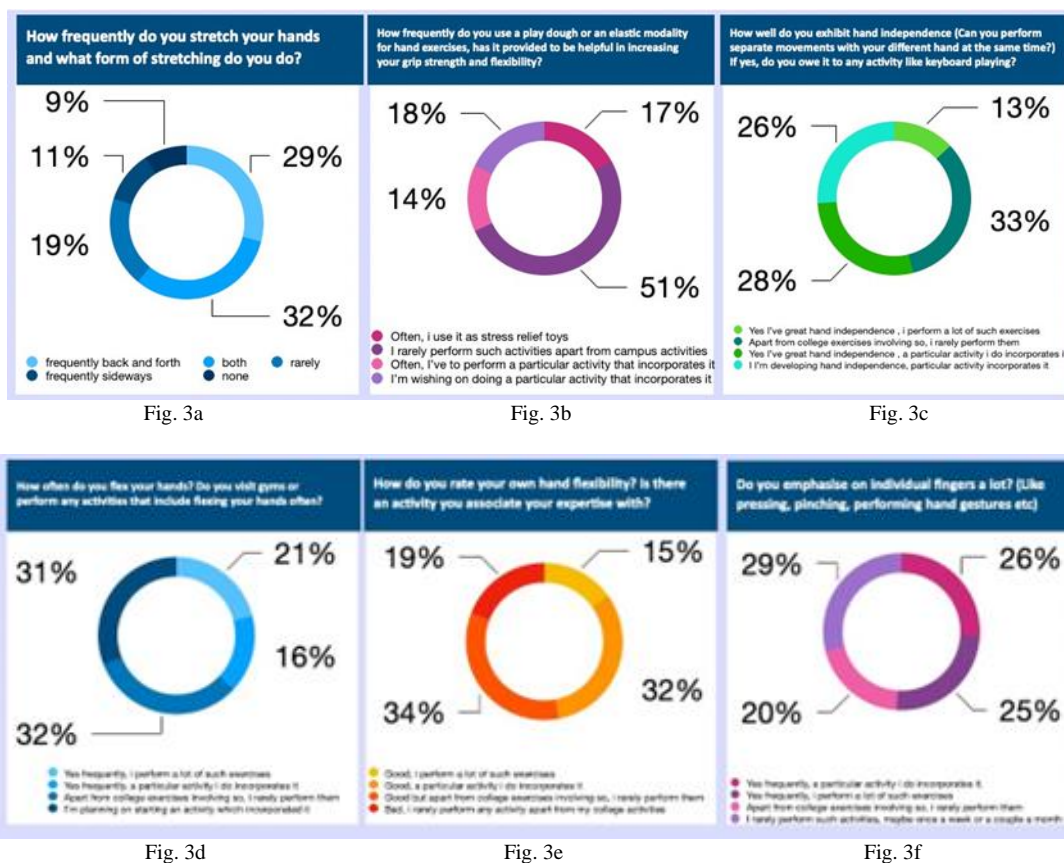 How frequently do you stretch your hands
and what form of stretching do you do?
9%
11%
29%
19%
32%
frequently back and forth
both
rarely
frequently sideways
none
Fig. 3a
How frequently do you use a play dough or an elastic modality
for hand exercises, has it provided to be helpful in increasing
your grip strength and flexibility?
18%
17%
14%
51%
Often, i use it as stress relief toys
I rarely perform such activities apart from campus activities
Often, I've to perform a particular activity that incorporates it
I'm wishing on doing a particular activity that incorporates it
Fig. 3b
How well do you exhibit hand independence (Can you perform
separate movements with your different hand at the same time?)
If yes, do you owe it to any activity like keyboard playing?
26%
13%
33%
28%
Yes I've great hand independence , i perform a lot of such exercises
Apart from college exercises involving so, i rarely perform them
Yes I've great hand independence , a particular activity i do incorporates i
I I'm developing hand independence, particular activity incorporates it
Fig. 3c
How often do you flex your hands? Do you visit gyms or
perform any activities that include flexing your hands often?
31%
21%
16%
32%
Yes frequently, i perform a lot of such exercises
Yes frequently, a particular activity i do incorporates it
Apart from college exercises involving so, i rarely perform them
I'm planning on starting an activity which incorporated it
Fig. 3d
How do you rate your own hand flexibility? Is there
an activity you associate your expertise with?
19%
15%
34%
32%
Good, i perform a lot of such exercises
Good, a particular activity i do incorporates it
Good but apart from college exercises involving so, i rarely perform them
Bad, i rarely perform any activity apart from my college activities
Fig. 3e
Do you emphasise on individual fingers a lot? (Like
pressing, pinching, performing hand gestures etc)
29%
26%
20%
25%
Yes frequently, a particular activity i do incorporates it
Yes frequently, i perform a lot of such exercises
Apart from college exercises involving so, i rarely perform them
I rarely perform such activities, maybe once a week or a couple a month
Fig. 3f